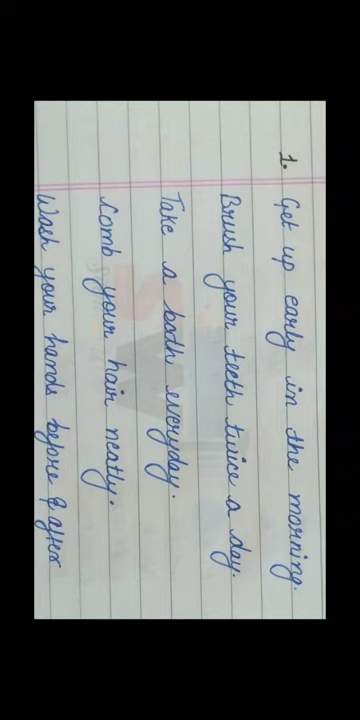 1. Get up early in the morning.
Brush your teeth twice a day.
Take a bath everyday.
Comb your hair neatly.
Wash your hands before & after